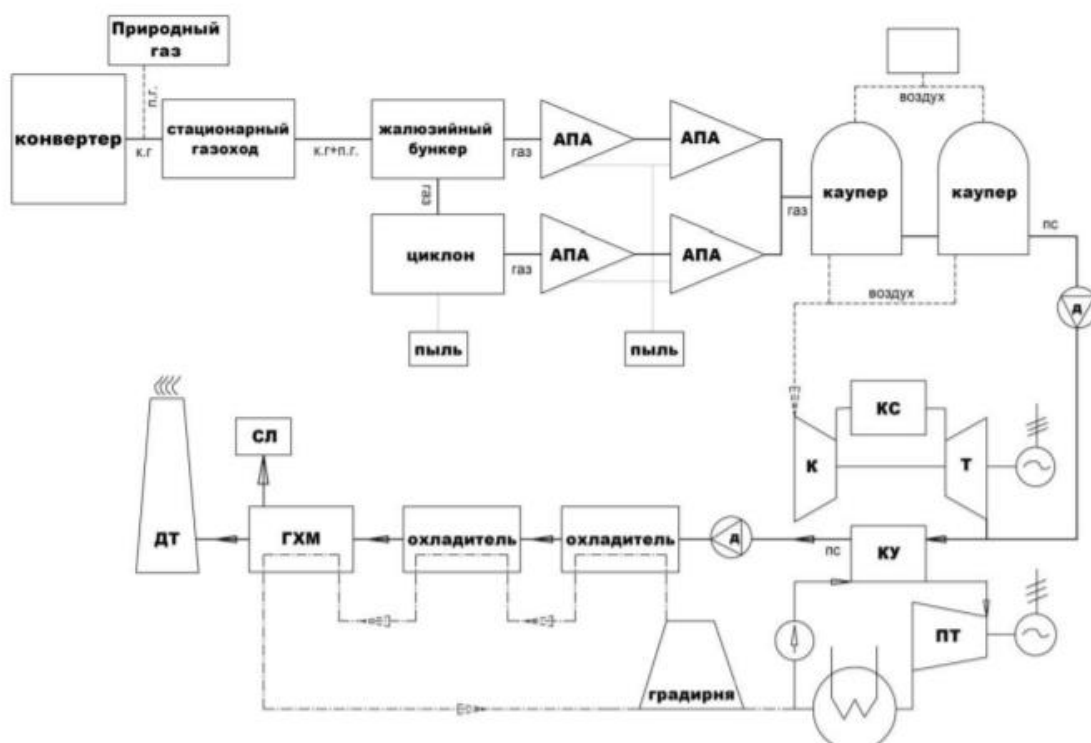 Природный
газ
конвертер
п.г.
к.г
стационарный
газоход
к.г+п.г.
жалюзийный
бункер
газ
АПА
АПА
газ
циклон
газ
АПА
АПА
газ
пыль
пыль
воздух
каупер
каупер
пс
воздух
д
КС
К
Т
СЛ
ДТ
ГХМ
охладитель
охладитель
д
пс
КУ
ПТ
градирня